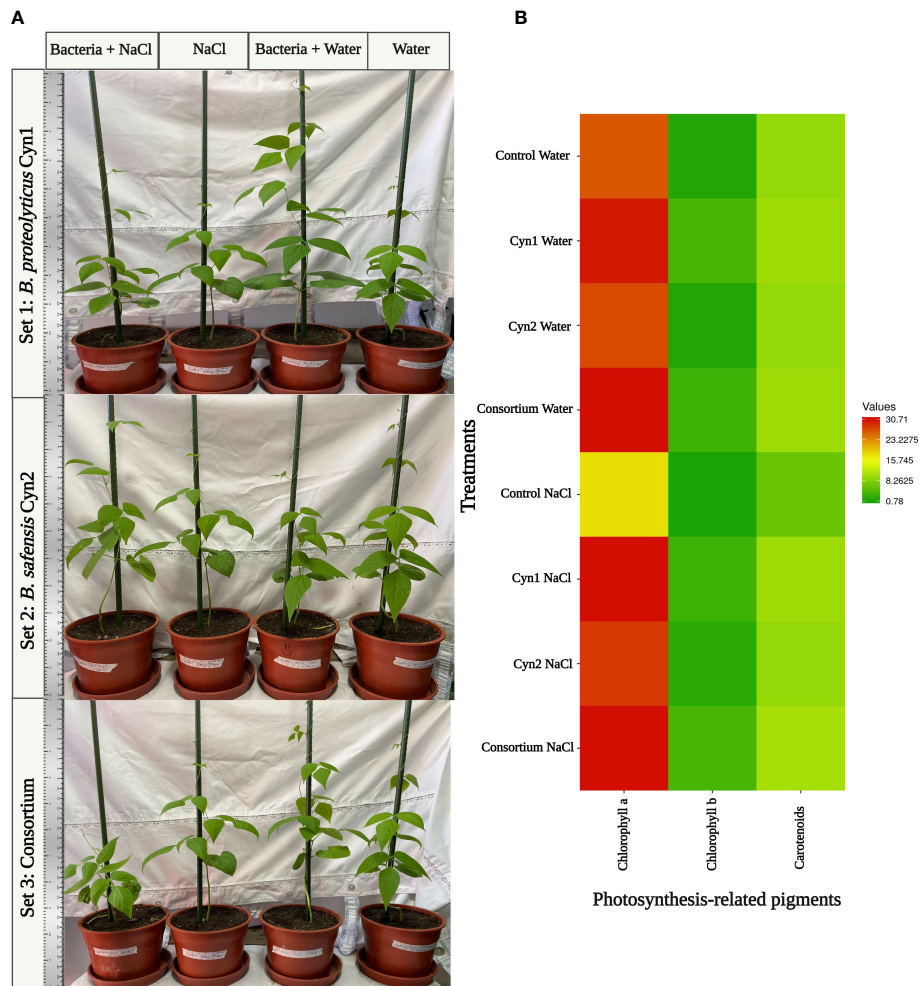 A
Bacteria + NaCl
NaCl
Bacteria + Water
Water
Set 1: B. proteolyticus Cyn1
Set 2: B. safensis Cyn2
Set 3: Consortium
B
Treatments
Control Water
Cyn1 Water
Cyn2 Water
Consortium Water
Control NaCl
Cyn1 NaCl
Cyn2 NaCl
Consortium NaCl
Chlorophyll a
Chlorophyll b
Carotenoids
Photosynthesis-related pigments
Values
30.71
23.2275
15.745
8.2625
0.78